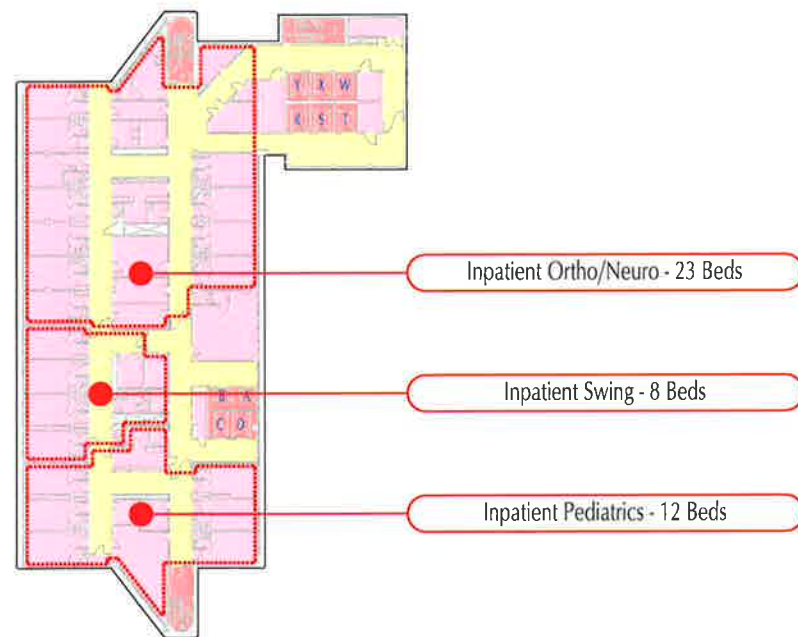 Y X W
K S T
Inpatient Ortho/Neuro - 23 Beds
B A
C D
Inpatient Swing - 8 Beds
Inpatient Pediatrics - 12 Beds